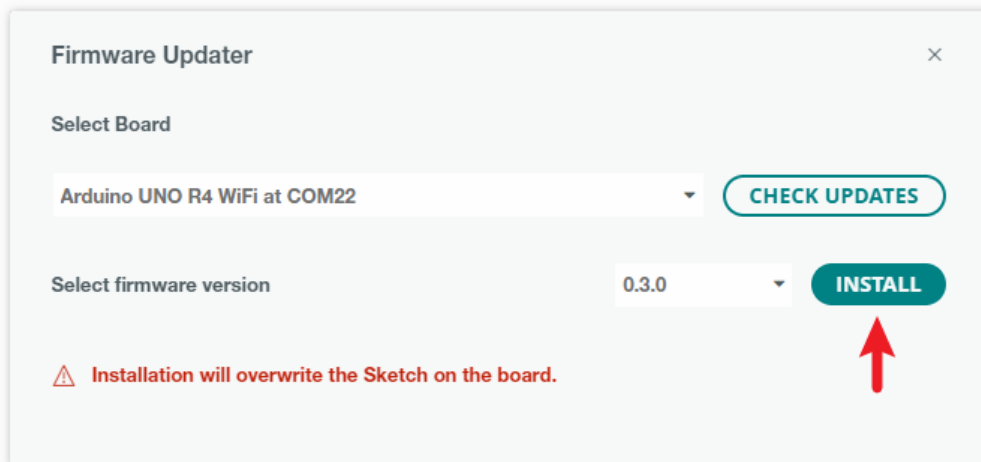 Firmware Updater
Select Board
Arduino UNO R4 WiFi at COM22
CHECK UPDATES
Select firmware version
0.3.0
INSTALL
Installation will overwrite the Sketch on the board.